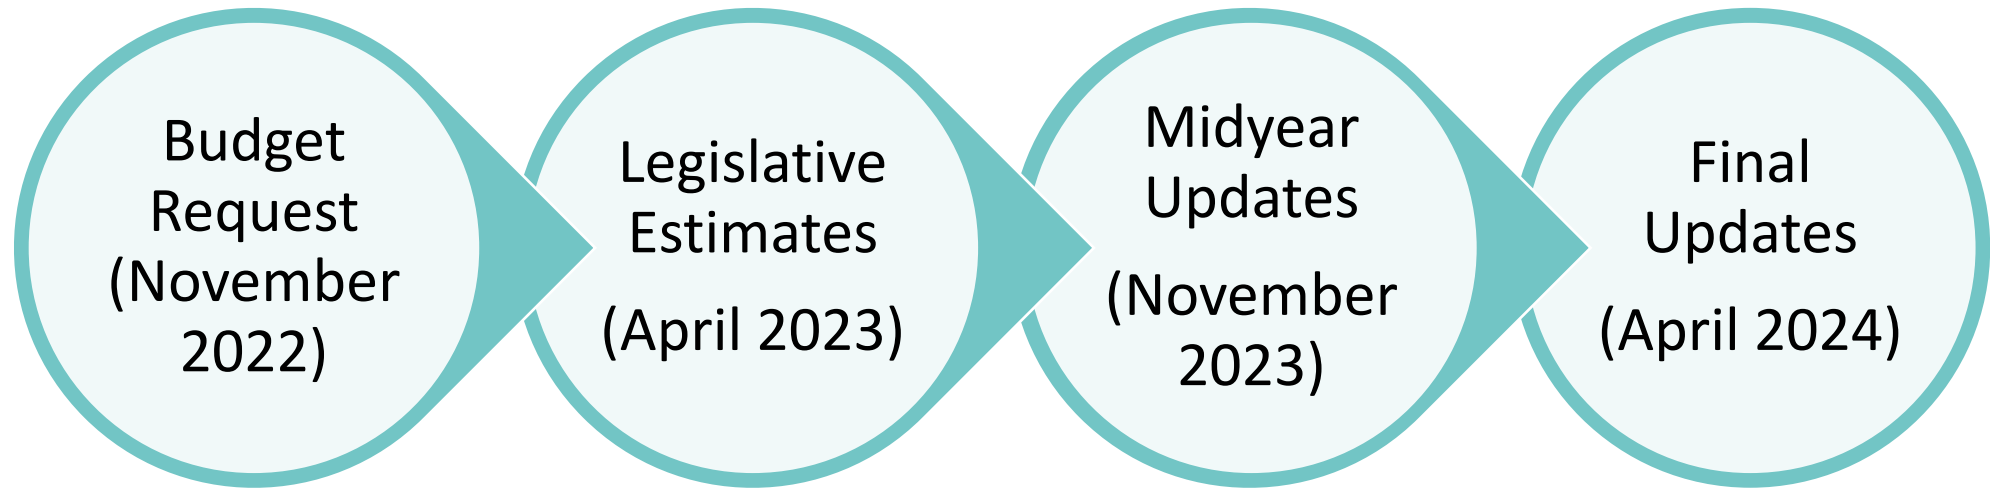 Budget
Request
(November
2022)
Legislative
Estimates
(April 2023)
Midyear
Updates
(November
2023)
Final
Updates
(April 2024)